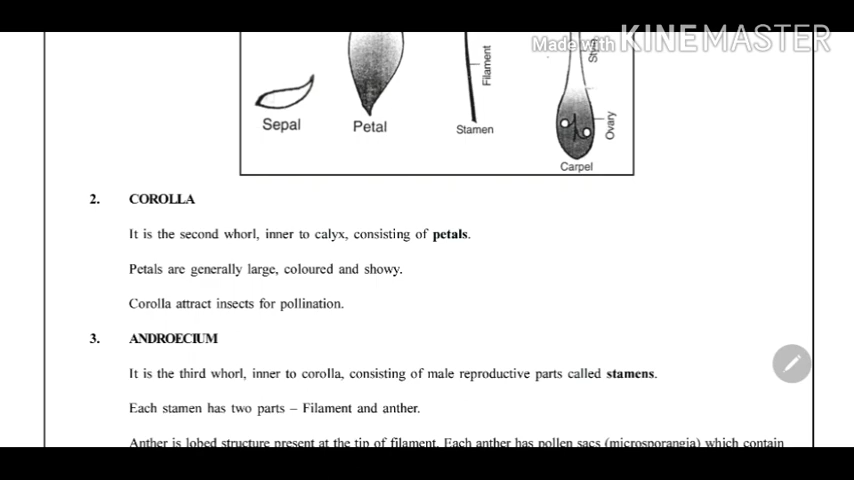 Made with KINEMASTER
Filament
Ovary
Sepal
Petal
Stamen
Carpel
2. COROLLA
It is the second whorl, inner to calyx, consisting of petals.
Petals are generally large, coloured and showy.
Corolla attract insects for pollination.
3. ANDROECIUM
It is the third whorl, inner to corolla, consisting of male reproductive parts called stamens.
Each stamen has two parts – Filament and anther.
Anther is lobed structure present at the tip of filament. Each anther has pollen sacs (microsporangia) which contain